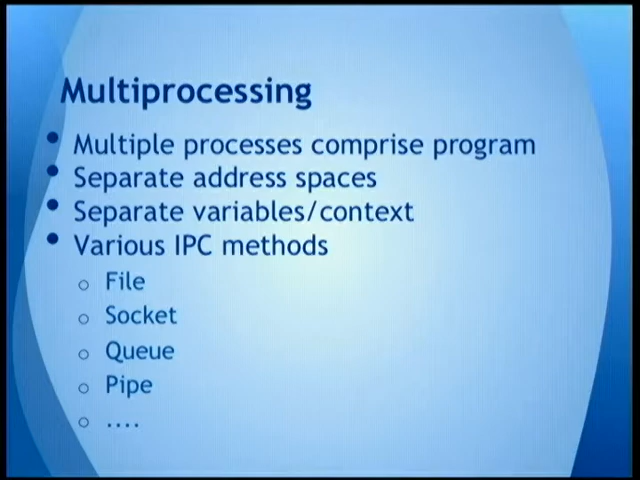 Multiprocessing
• Multiple processes comprise program
• Separate address spaces
• Separate variables/context
• Various IPC methods
○ File
○ Socket
○ Queue
○ Pipe
○ ....